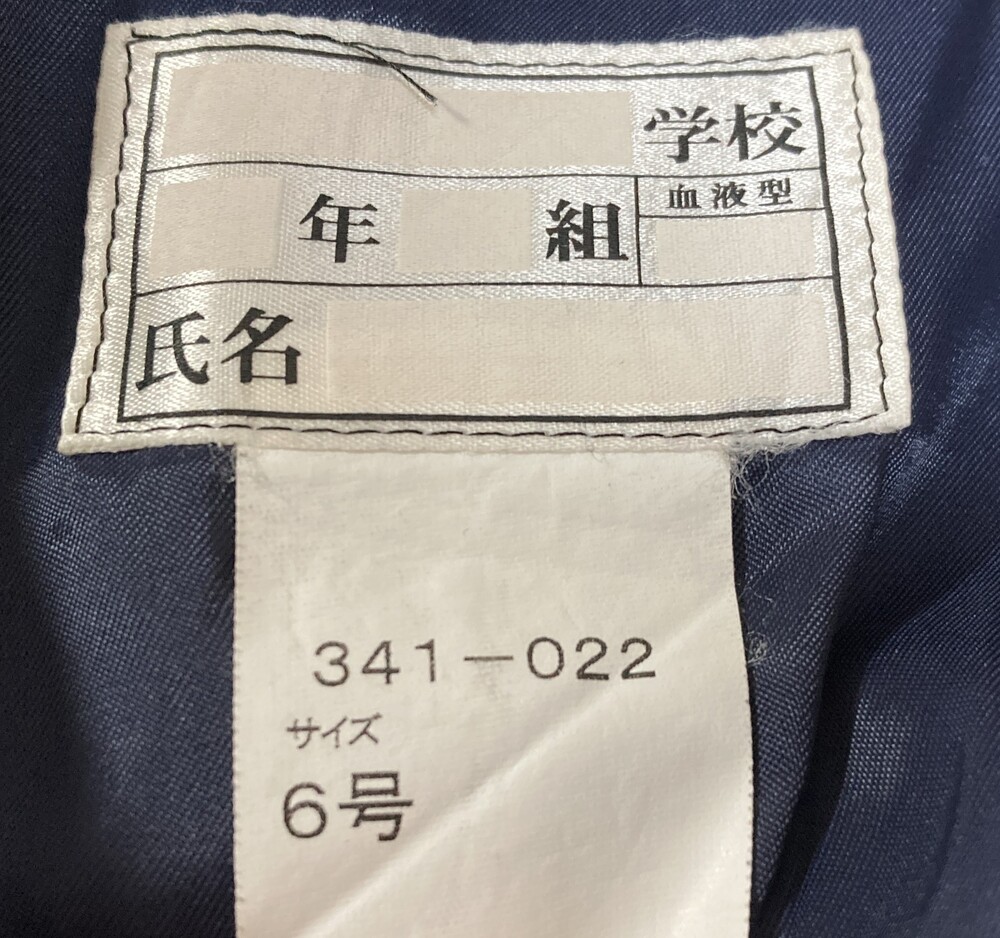 学校
年 組 血液型
氏名
341-022
サイズ
6号